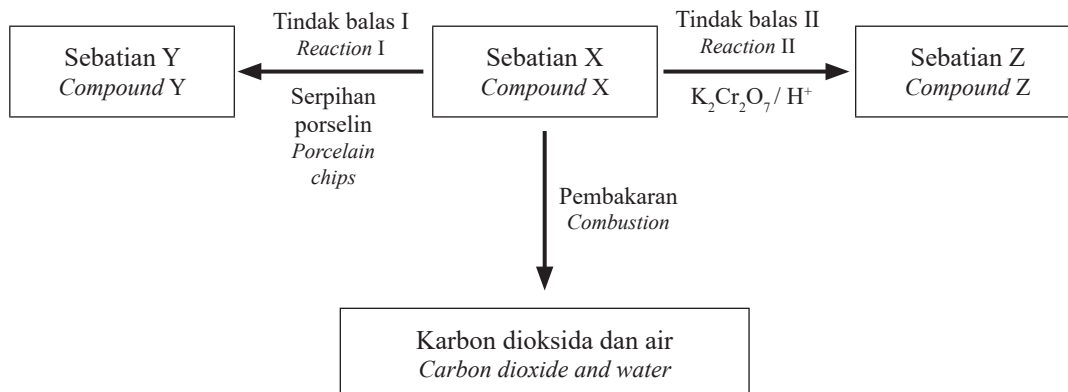 Tindak balas I
Reaction I
Tindak balas II
Reaction II
Sebatian Y
Compound Y
Sebatian X
Compound X
Sebatian Z
Compound Z
Serpihan
porselin
Porcelain
chips
K₂Cr₂O₇ / H⁺
Pembakaran
Combustion
Karbon dioksida dan air
Carbon dioxide and water